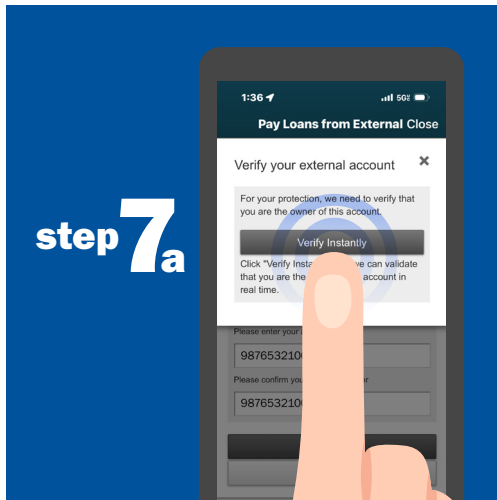 step 7a
1:36
5G
Pay Loans from External Close
Verify your external account
For your protection, we need to verify that
you are the owner of this account.
Verify Instantly
Click "Verify Insta we can validate
that you are the account in
real time.
Please enter your
9876532100
Please confirm
9876532100